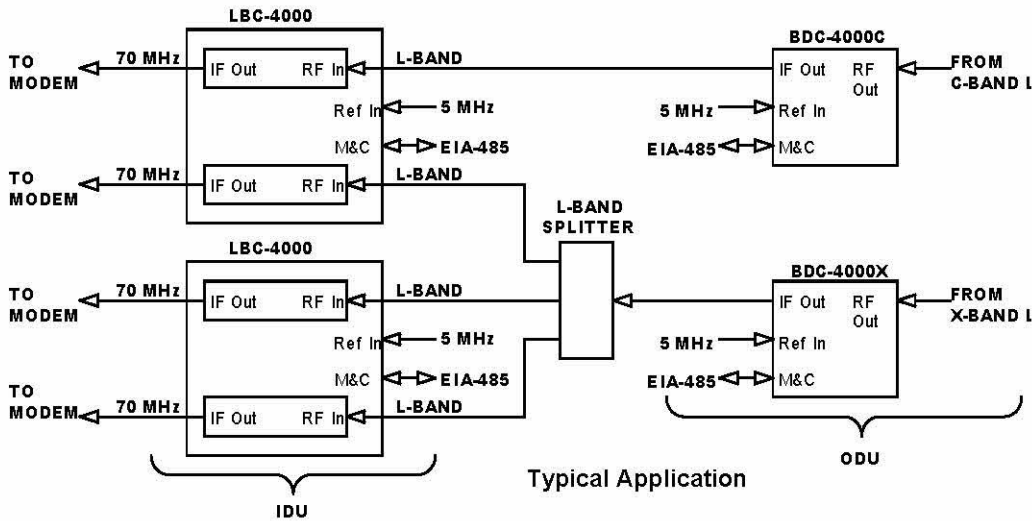 LBC-4000
BDC-4000C
TO MODEM
70 MHz
IF Out
RF In
L-BAND
IF Out
RF Out
FROM C-BAND L
Ref In
5 MHz
5 MHz
Ref In
M&C
EIA-485
EIA-485
M&C
TO MODEM
70 MHz
IF Out
RF In
L-BAND
L-BAND SPLITTER
LBC-4000
BDC-4000X
TO MODEM
70 MHz
IF Out
RF In
L-BAND
IF Out
RF Out
FROM X-BAND L
Ref In
5 MHz
5 MHz
Ref In
M&C
EIA-485
EIA-485
M&C
TO MODEM
70 MHz
IF Out
RF In
L-BAND
ODU
Typical Application
IDU